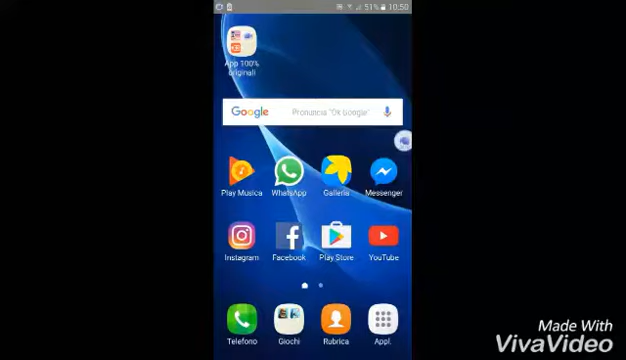 51% 10:50
App 100%
originali
Google Pronuncia "Ok Google"
Play Musica WhatsApp Galleria Messenger
Instagram Facebook Play Store YouTube
Telefono Giochi Rubrica Appl.
Made With
VivaVideo